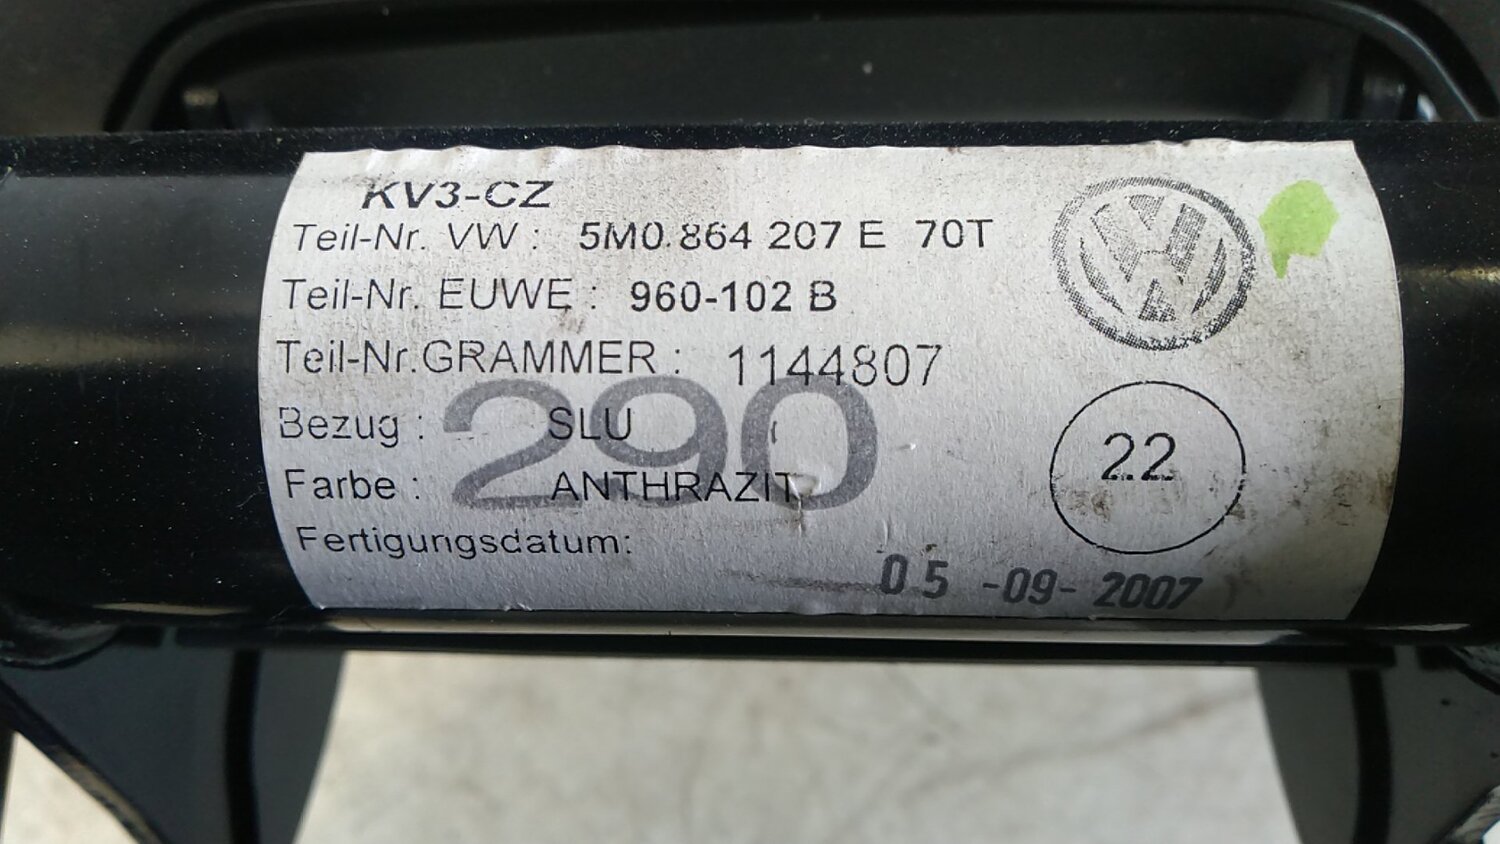 KV3-CZ
Teil-Nr. VW : 5M0 864 207 E 70T
Teil-Nr. EUWE : 960-102 B
Teil-Nr.GRAMMER : 1144807
290
Bezug : SLU
Farbe : ANTHRAZIT
Fertigungsdatum:
05 -09- 2007
22